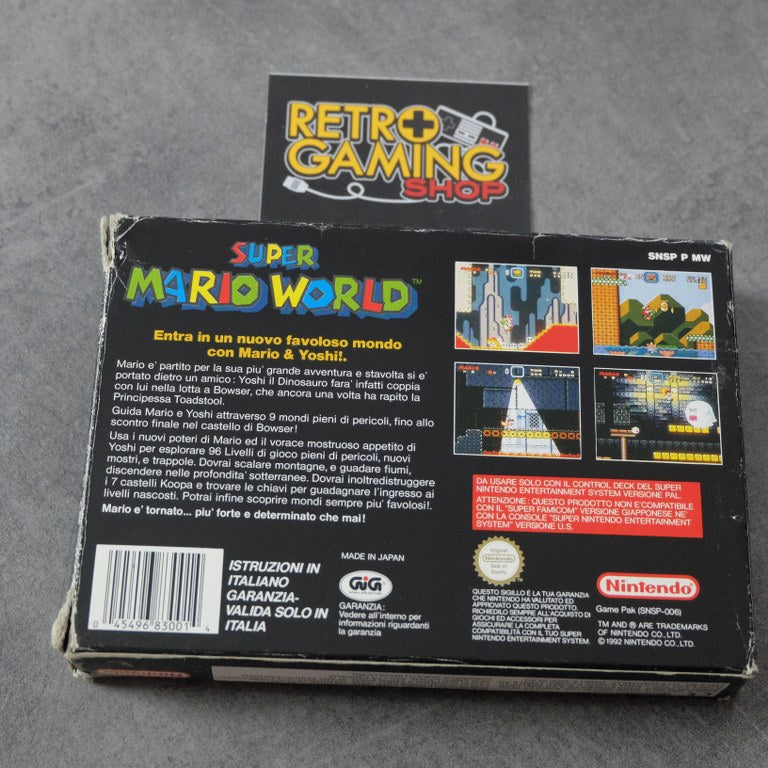 RETRO
GAMING
SHOP
SNSP P MW
SUPER
MARIO WORLD™
Entra in un nuovo favoloso mondo
con Mario & Yoshi!.
Mario e' partito per la sua piu' grande avventura e stavolta si e'
portato dietro un amico: Yoshi il Dinosauro fara' infatti coppia
con lui nella lotta a Bowser, che ancora una volta ha rapito la
Principessa Toadstool.
Guida Mario e Yoshi attraverso 9 mondi pieni di pericoli, fino allo
scontro finale nel castello di Bowser!
Usa i nuovi poteri di Mario ed il vorace mostruoso appetito di
Yoshi per esplorare 96 Livelli di gioco pieni di pericoli, nuovi
mostri, e trappole. Dovrai scalare montagne, e guadare fiumi,
discendere nelle profondita' sotterranee. Dovrai inoltredistruggere
i 7 castelli Koopa e trovare le chiavi per guadagnare l'ingresso ai
livelli nascosti. Potrai infine scoprire mondi sempre piu' favolosi!.
Mario e' tornato... piu' forte e determinato che mai!
DA USARE SOLO CON IL CONTROL DECK DEL SUPER
NINTENDO ENTERTAINMENT SYSTEM VERSIONE PAL.
ATTENZIONE: QUESTO PRODOTTO NON E'COMPATIBILE
CON IL "SUPER FAMICOM" VERSIONE GIAPPONESE NE'
CON LA CONSOLE "SUPER NINTENDO ENTERTAINMENT
SYSTEM" VERSIONE U.S.
0 45496 83001 4
ISTRUZIONI IN
ITALIANO
GARANZIA-
VALIDA SOLO IN
ITALIA
MADE IN JAPAN
GiG
GARANZIA:
Vedere all'interno per
informazioni riguardanti
la garanzia
Original
Nintendo
Seal of
Quality
QUESTO SIGILLO È LA TUA GARANZIA
CHE NINTENDO HA VALUTATO ED
APPROVATO QUESTO PRODOTTO.
RICHIEDILO SEMPRE ALL'ACQUISTO DI
GIOCHI ED ACCESSORI PER
ASSICURARE LA COMPLETA
COMPATIBILITÀ CON IL TUO SUPER
NINTENDO ENTERTAINMENT SYSTEM.
Nintendo
Game Pak (SNSP-006)
TM AND ® ARE TRADEMARKS
OF NINTENDO CO.,LTD.
©1992 NINTENDO CO.,LTD.
Nintendo